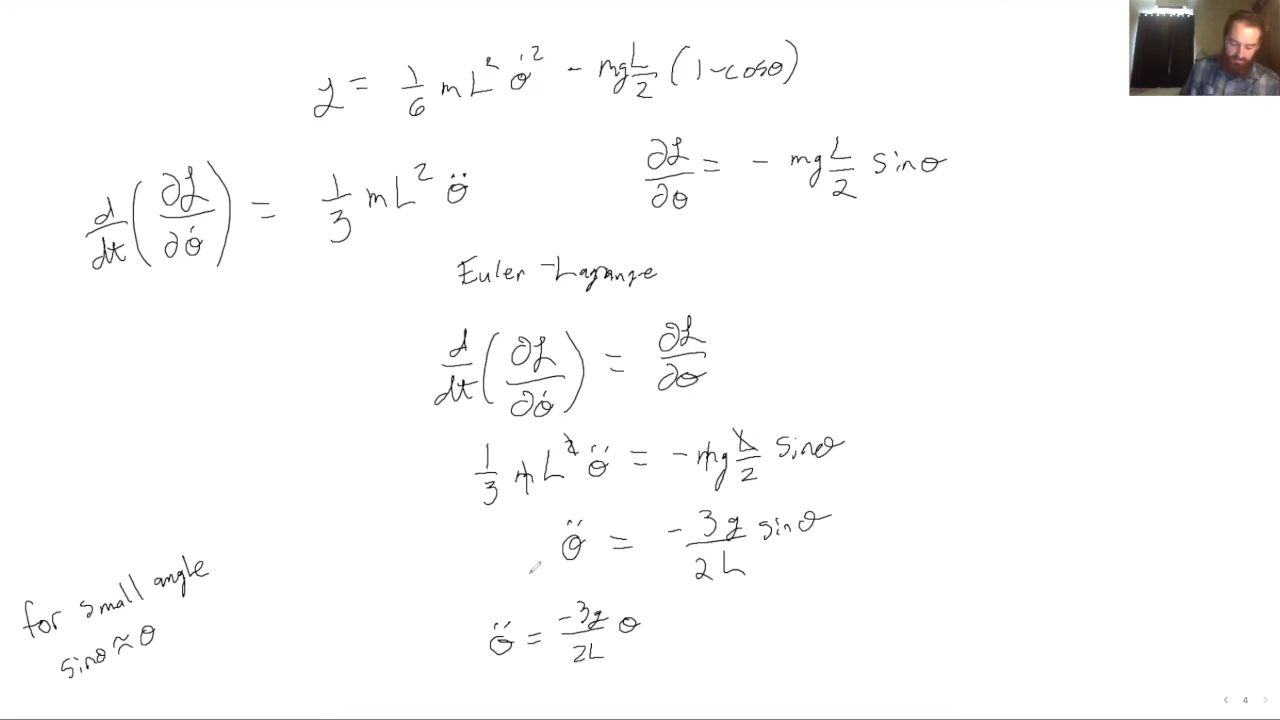 ℒ = 1/6 mL² θ̇² - mg L/2 (1-cosθ)
d/dt (∂ℒ/∂θ̇) = 1/3 mL² θ̈
∂ℒ/∂θ = - mg L/2 sinθ
Euler-Lagrange
d/dt (∂ℒ/∂θ̇) = ∂ℒ/∂θ
1/3 mL² θ̈ = -mg L/2 sinθ
θ̈ = -3g/2L sinθ
for small angle
sinθ≈θ
θ̈ = -3g/2L θ
4